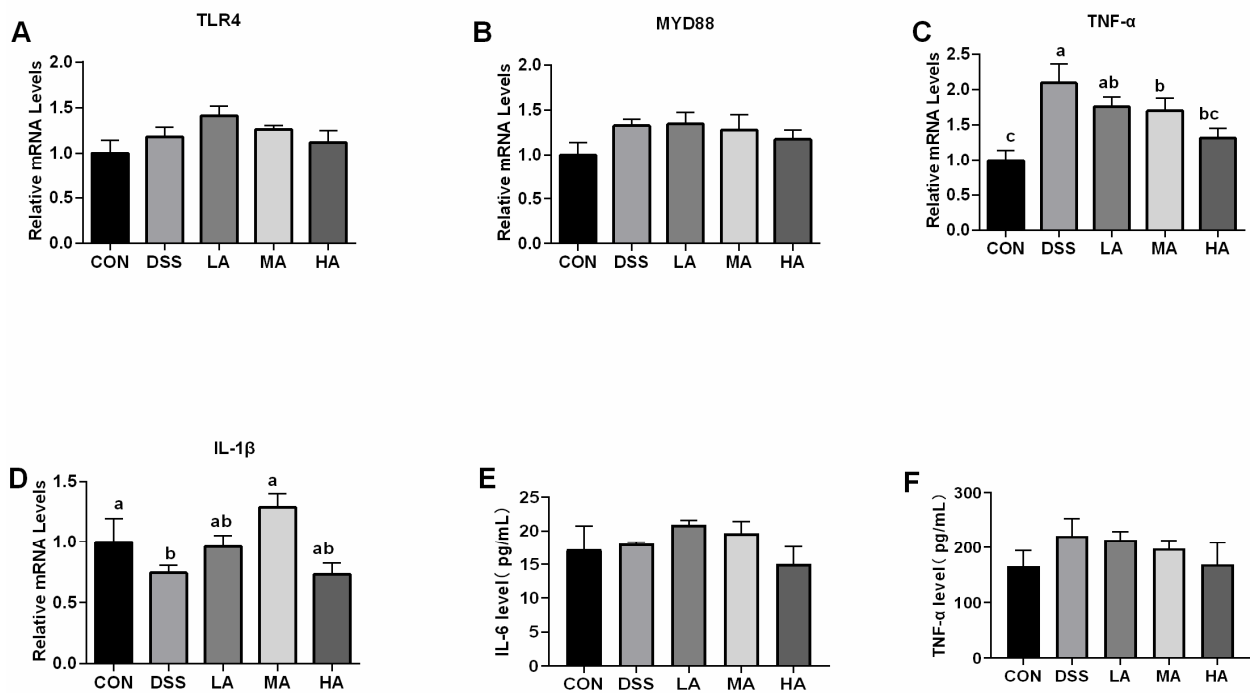 A
TLR4
Relative mRNA Levels
2.0
1.5
1.0
0.5
0.0
CON DSS LA MA HA
B
MYD88
Relative mRNA Levels
2.0
1.5
1.0
0.5
0.0
CON DSS LA MA HA
C
TNF-α
Relative mRNA Levels
2.5
2.0
1.5
1.0
0.5
0.0
c a ab b bc
CON DSS LA MA HA
D
IL-1β
Relative mRNA Levels
1.5
1.0
0.5
0.0
a b ab a ab
CON DSS LA MA HA
E
IL-6 level( pg/mL)
25
20
15
10
5
0
CON DSS LA MA HA
F
TNF-α level( pg/mL)
300
200
100
0
CON DSS LA MA HA